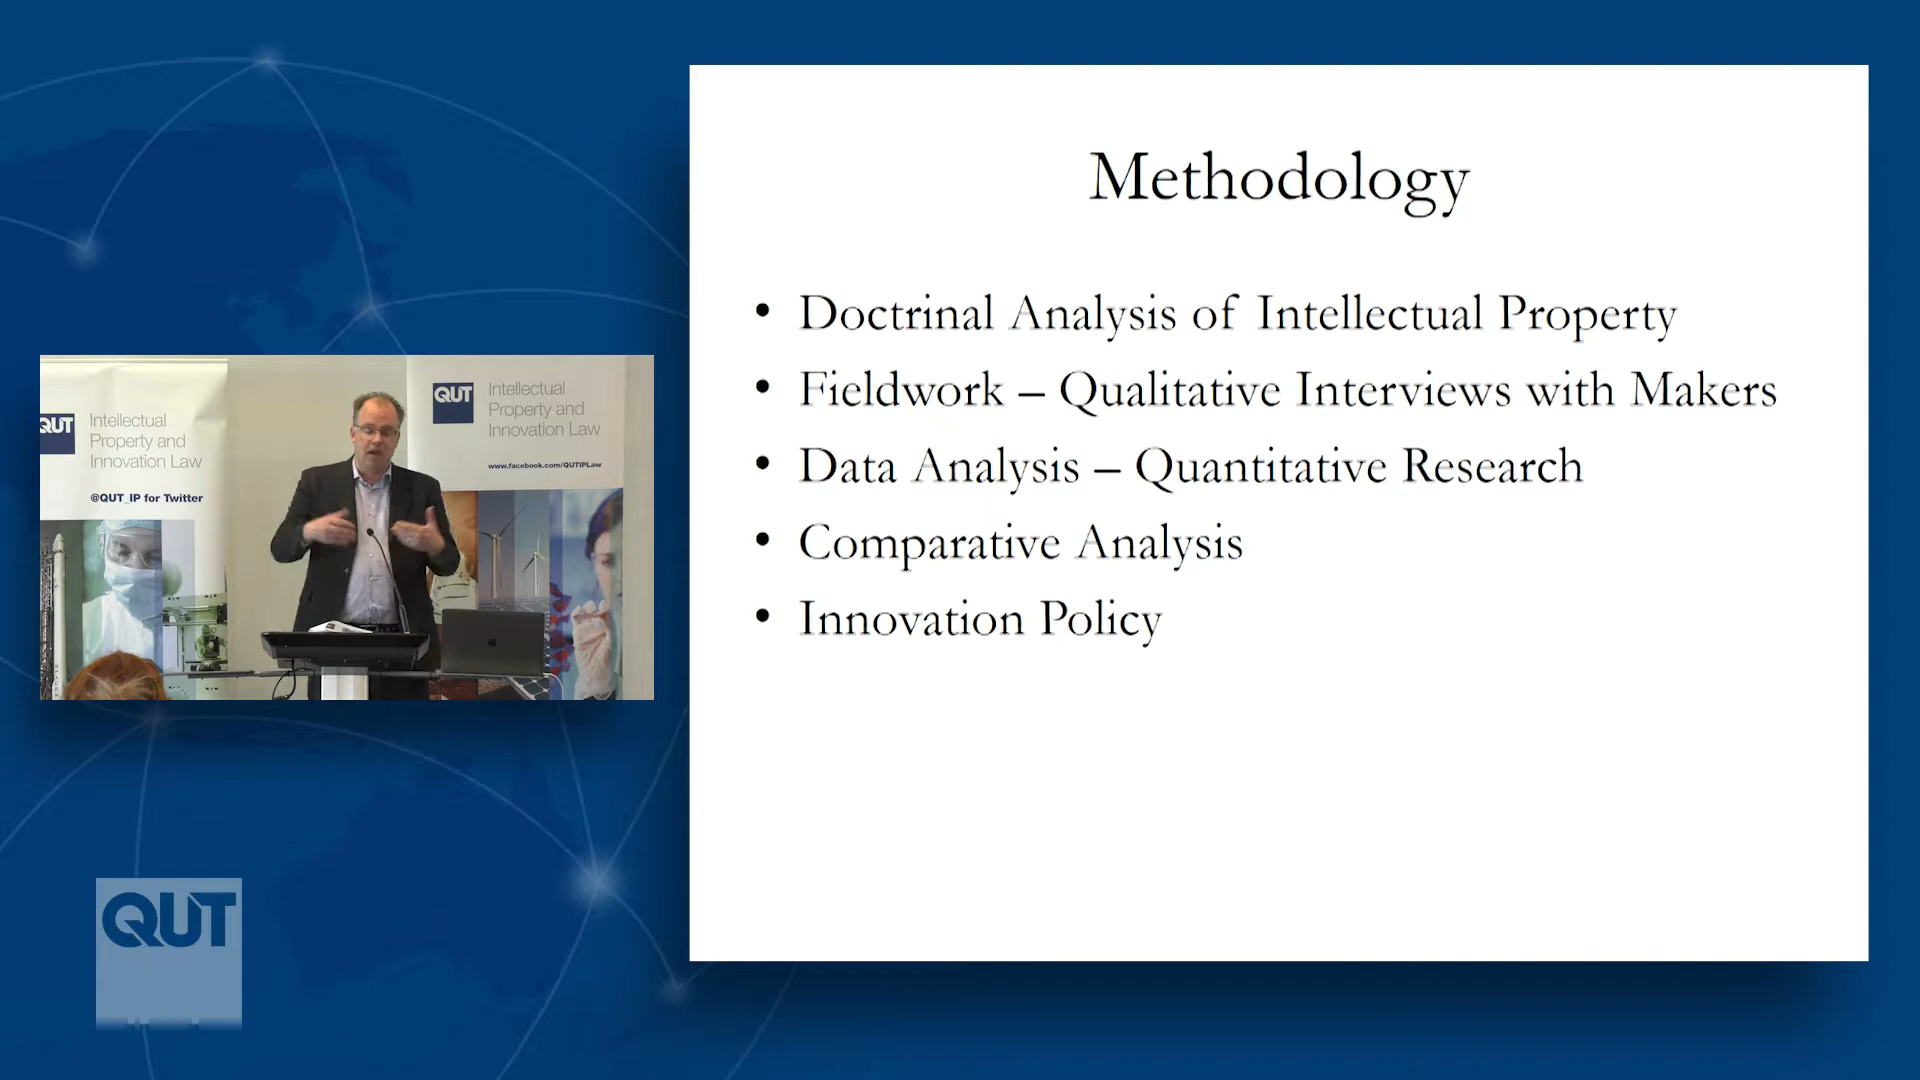 Methodology
• Doctrinal Analysis of Intellectual Property
• Fieldwork – Qualitative Interviews with Makers
• Data Analysis – Quantitative Research
• Comparative Analysis
• Innovation Policy
QUT
Intellectual
Property and
Innovation Law
@QUT_IP for Twitter
QUT
Intellectual
Property and
Innovation Law
www.facebook.com/QUTIPLaw
QUT